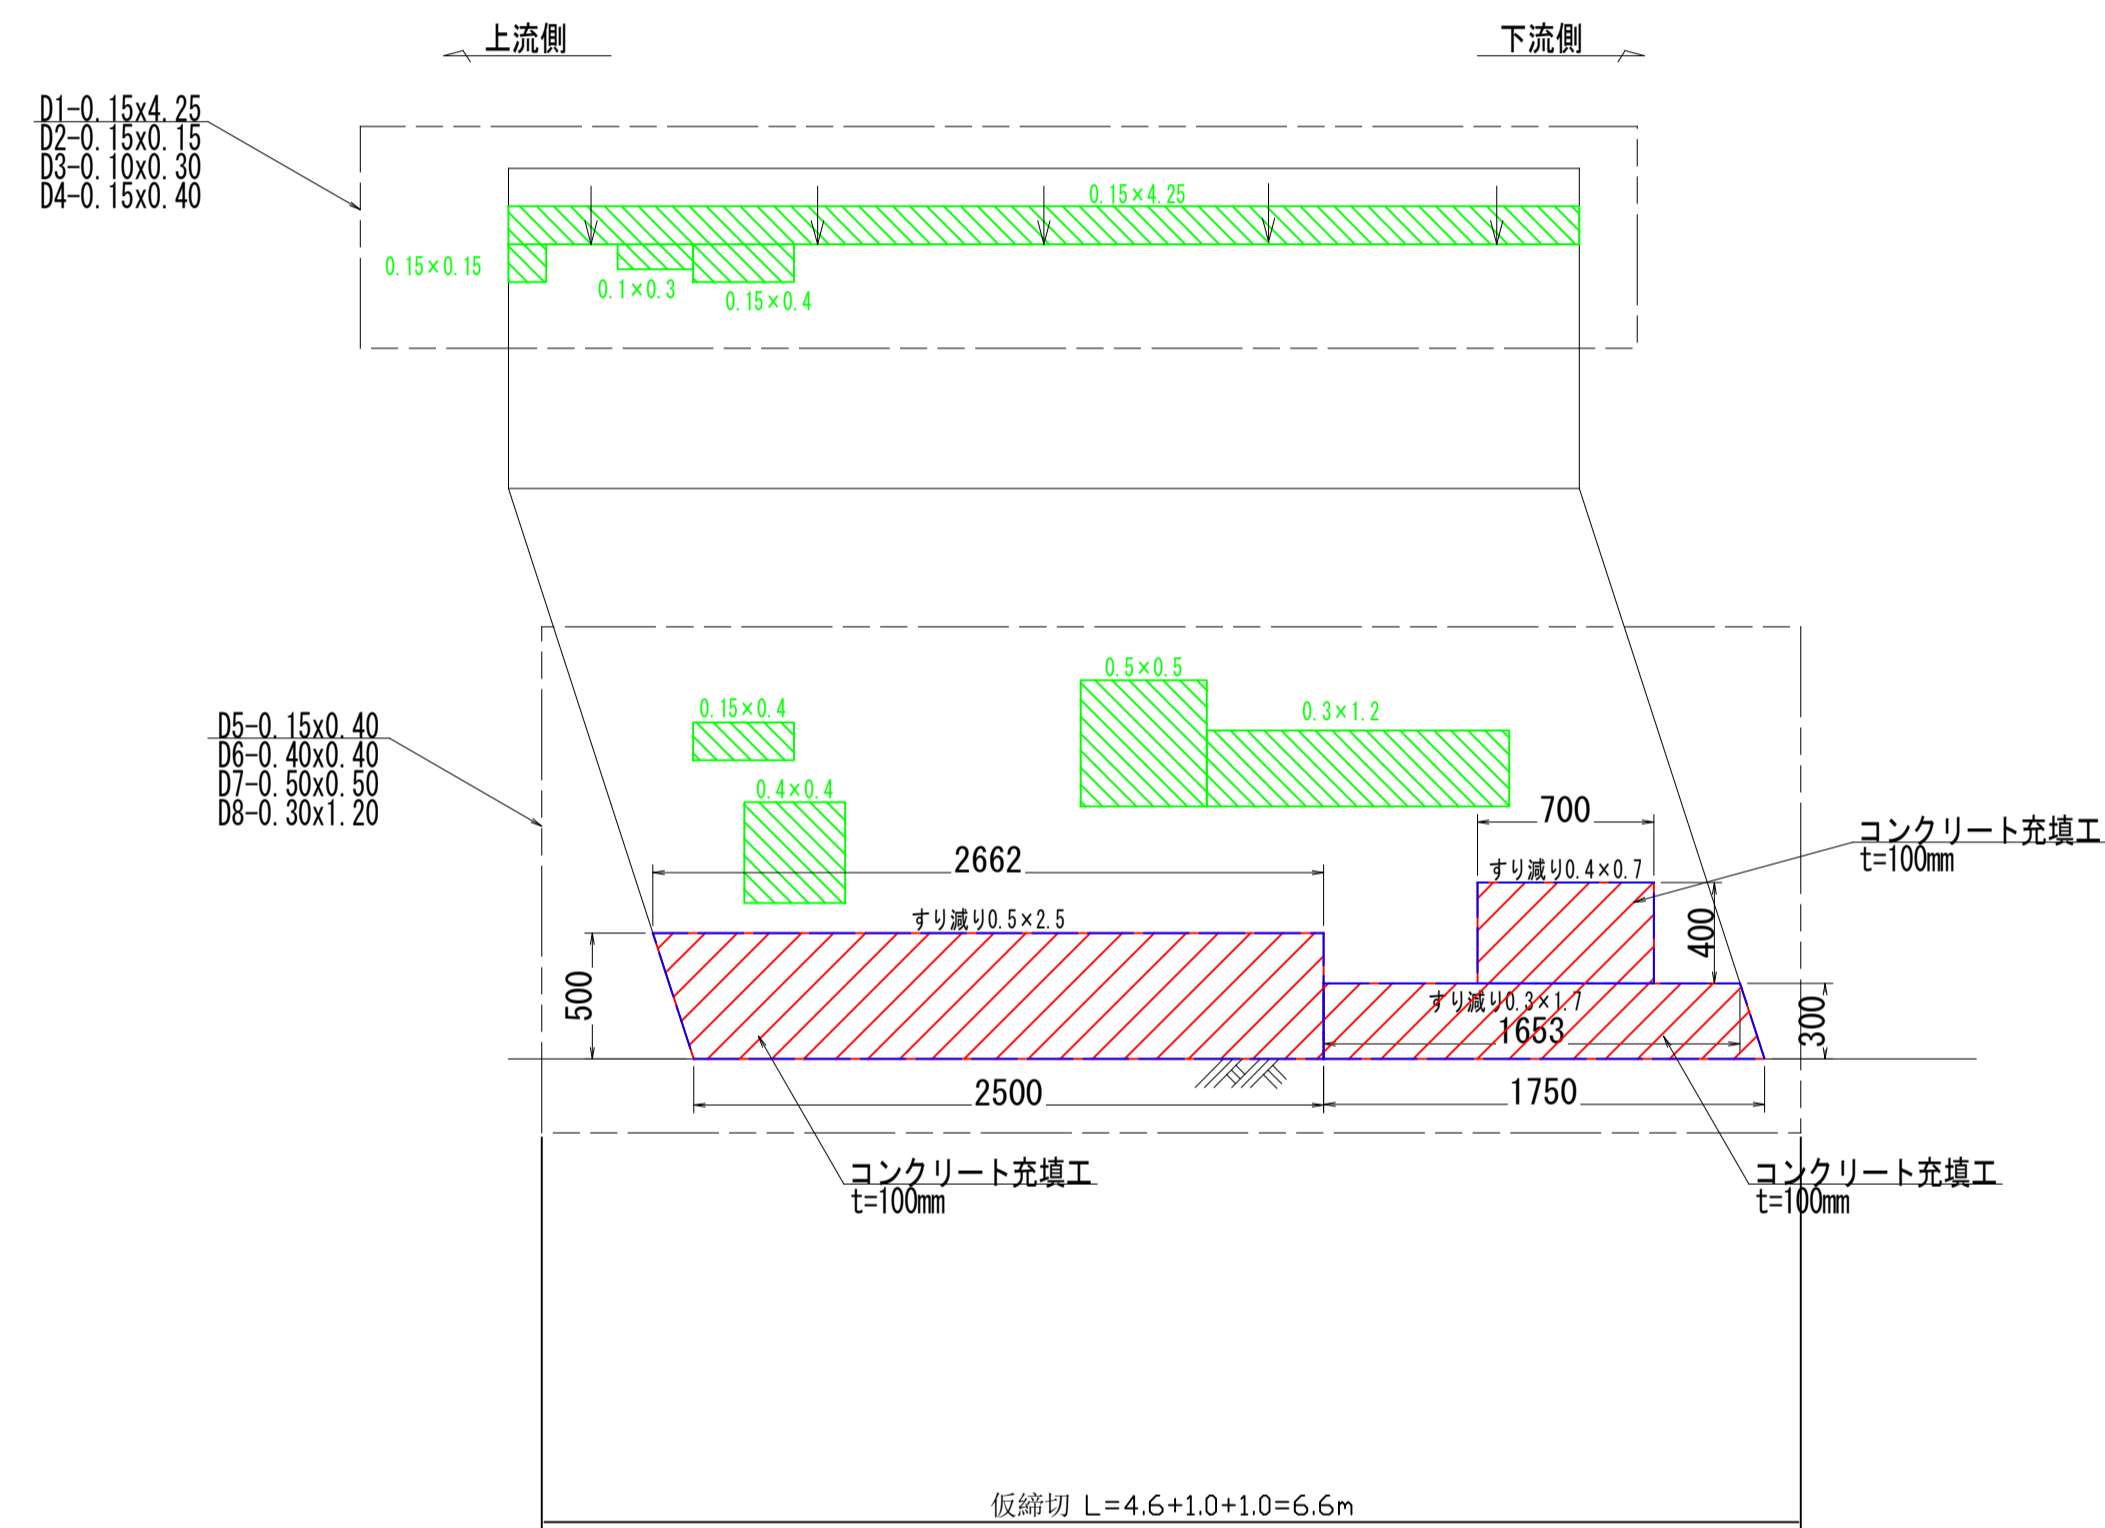 上流側
下流側
D1-0.15x4.25
D2-0.15x0.15
D3-0.10x0.30
D4-0.15x0.40
0.15×4.25
0.15×0.15
0.1×0.3
0.15×0.4
D5-0.15x0.40
D6-0.40x0.40
D7-0.50x0.50
D8-0.30x1.20
0.5×0.5
0.15×0.4
0.3×1.2
0.4×0.4
700
コンクリート充填工
t=100mm
2662
すり減り0.4×0.7
すり減り0.5×2.5
400
500
すり減り0.3×1.7
1653
300
2500
1750
コンクリート充填工
t=100mm
コンクリート充填工
t=100mm
仮締切 L=4.6+1.0+1.0=6.6m